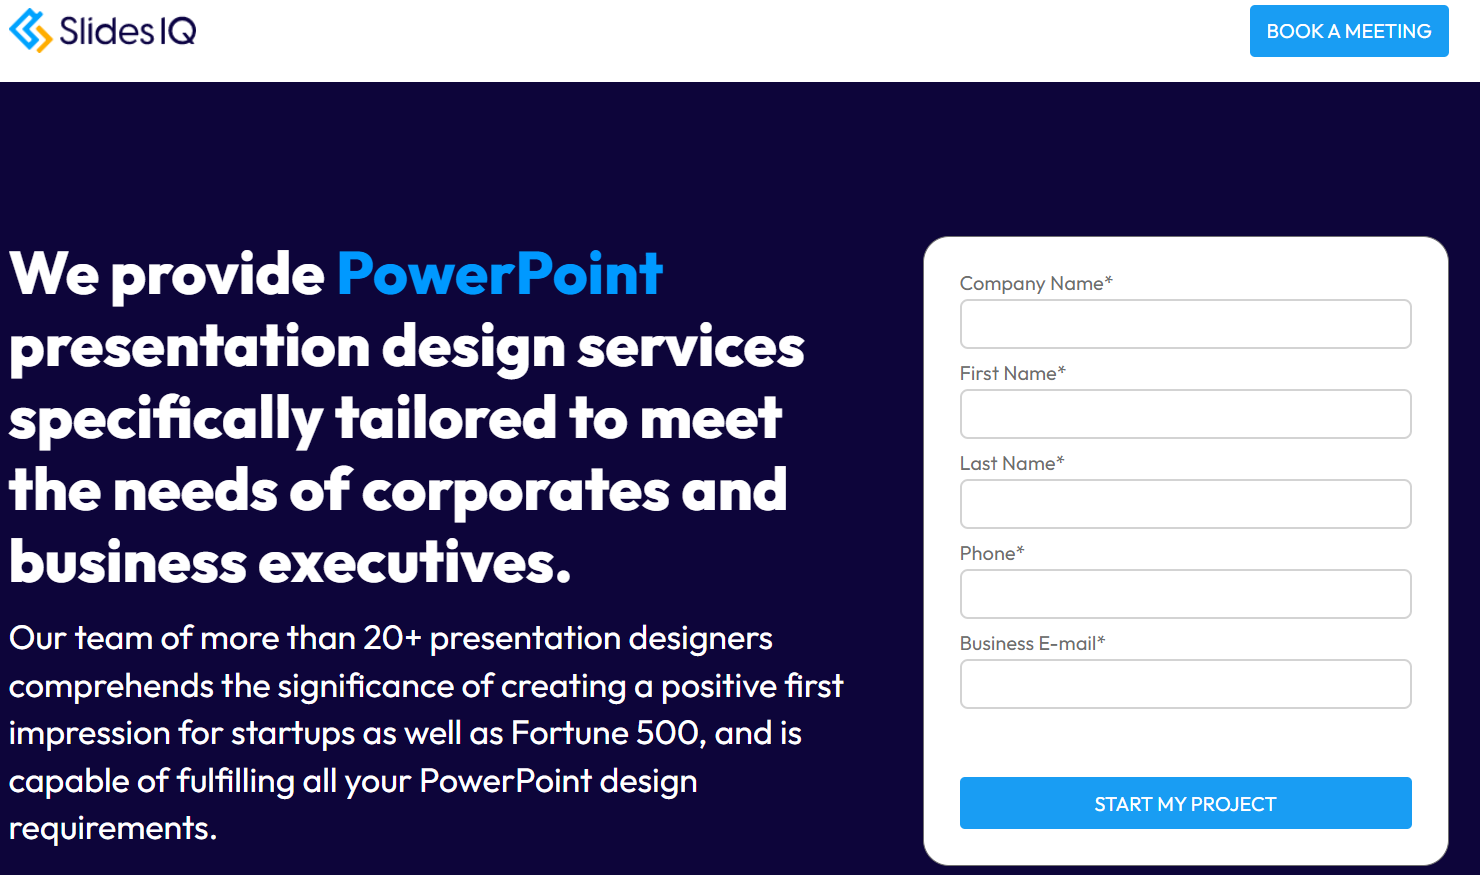 SlidesIQ
BOOK A MEETING
We provide PowerPoint
presentation design services
specifically tailored to meet
the needs of corporates and
business executives.
Our team of more than 20+ presentation designers
comprehends the significance of creating a positive first
impression for startups as well as Fortune 500, and is
capable of fulfilling all your PowerPoint design
requirements.
Company Name*
First Name*
Last Name*
Phone*
Business E-mail*
START MY PROJECT